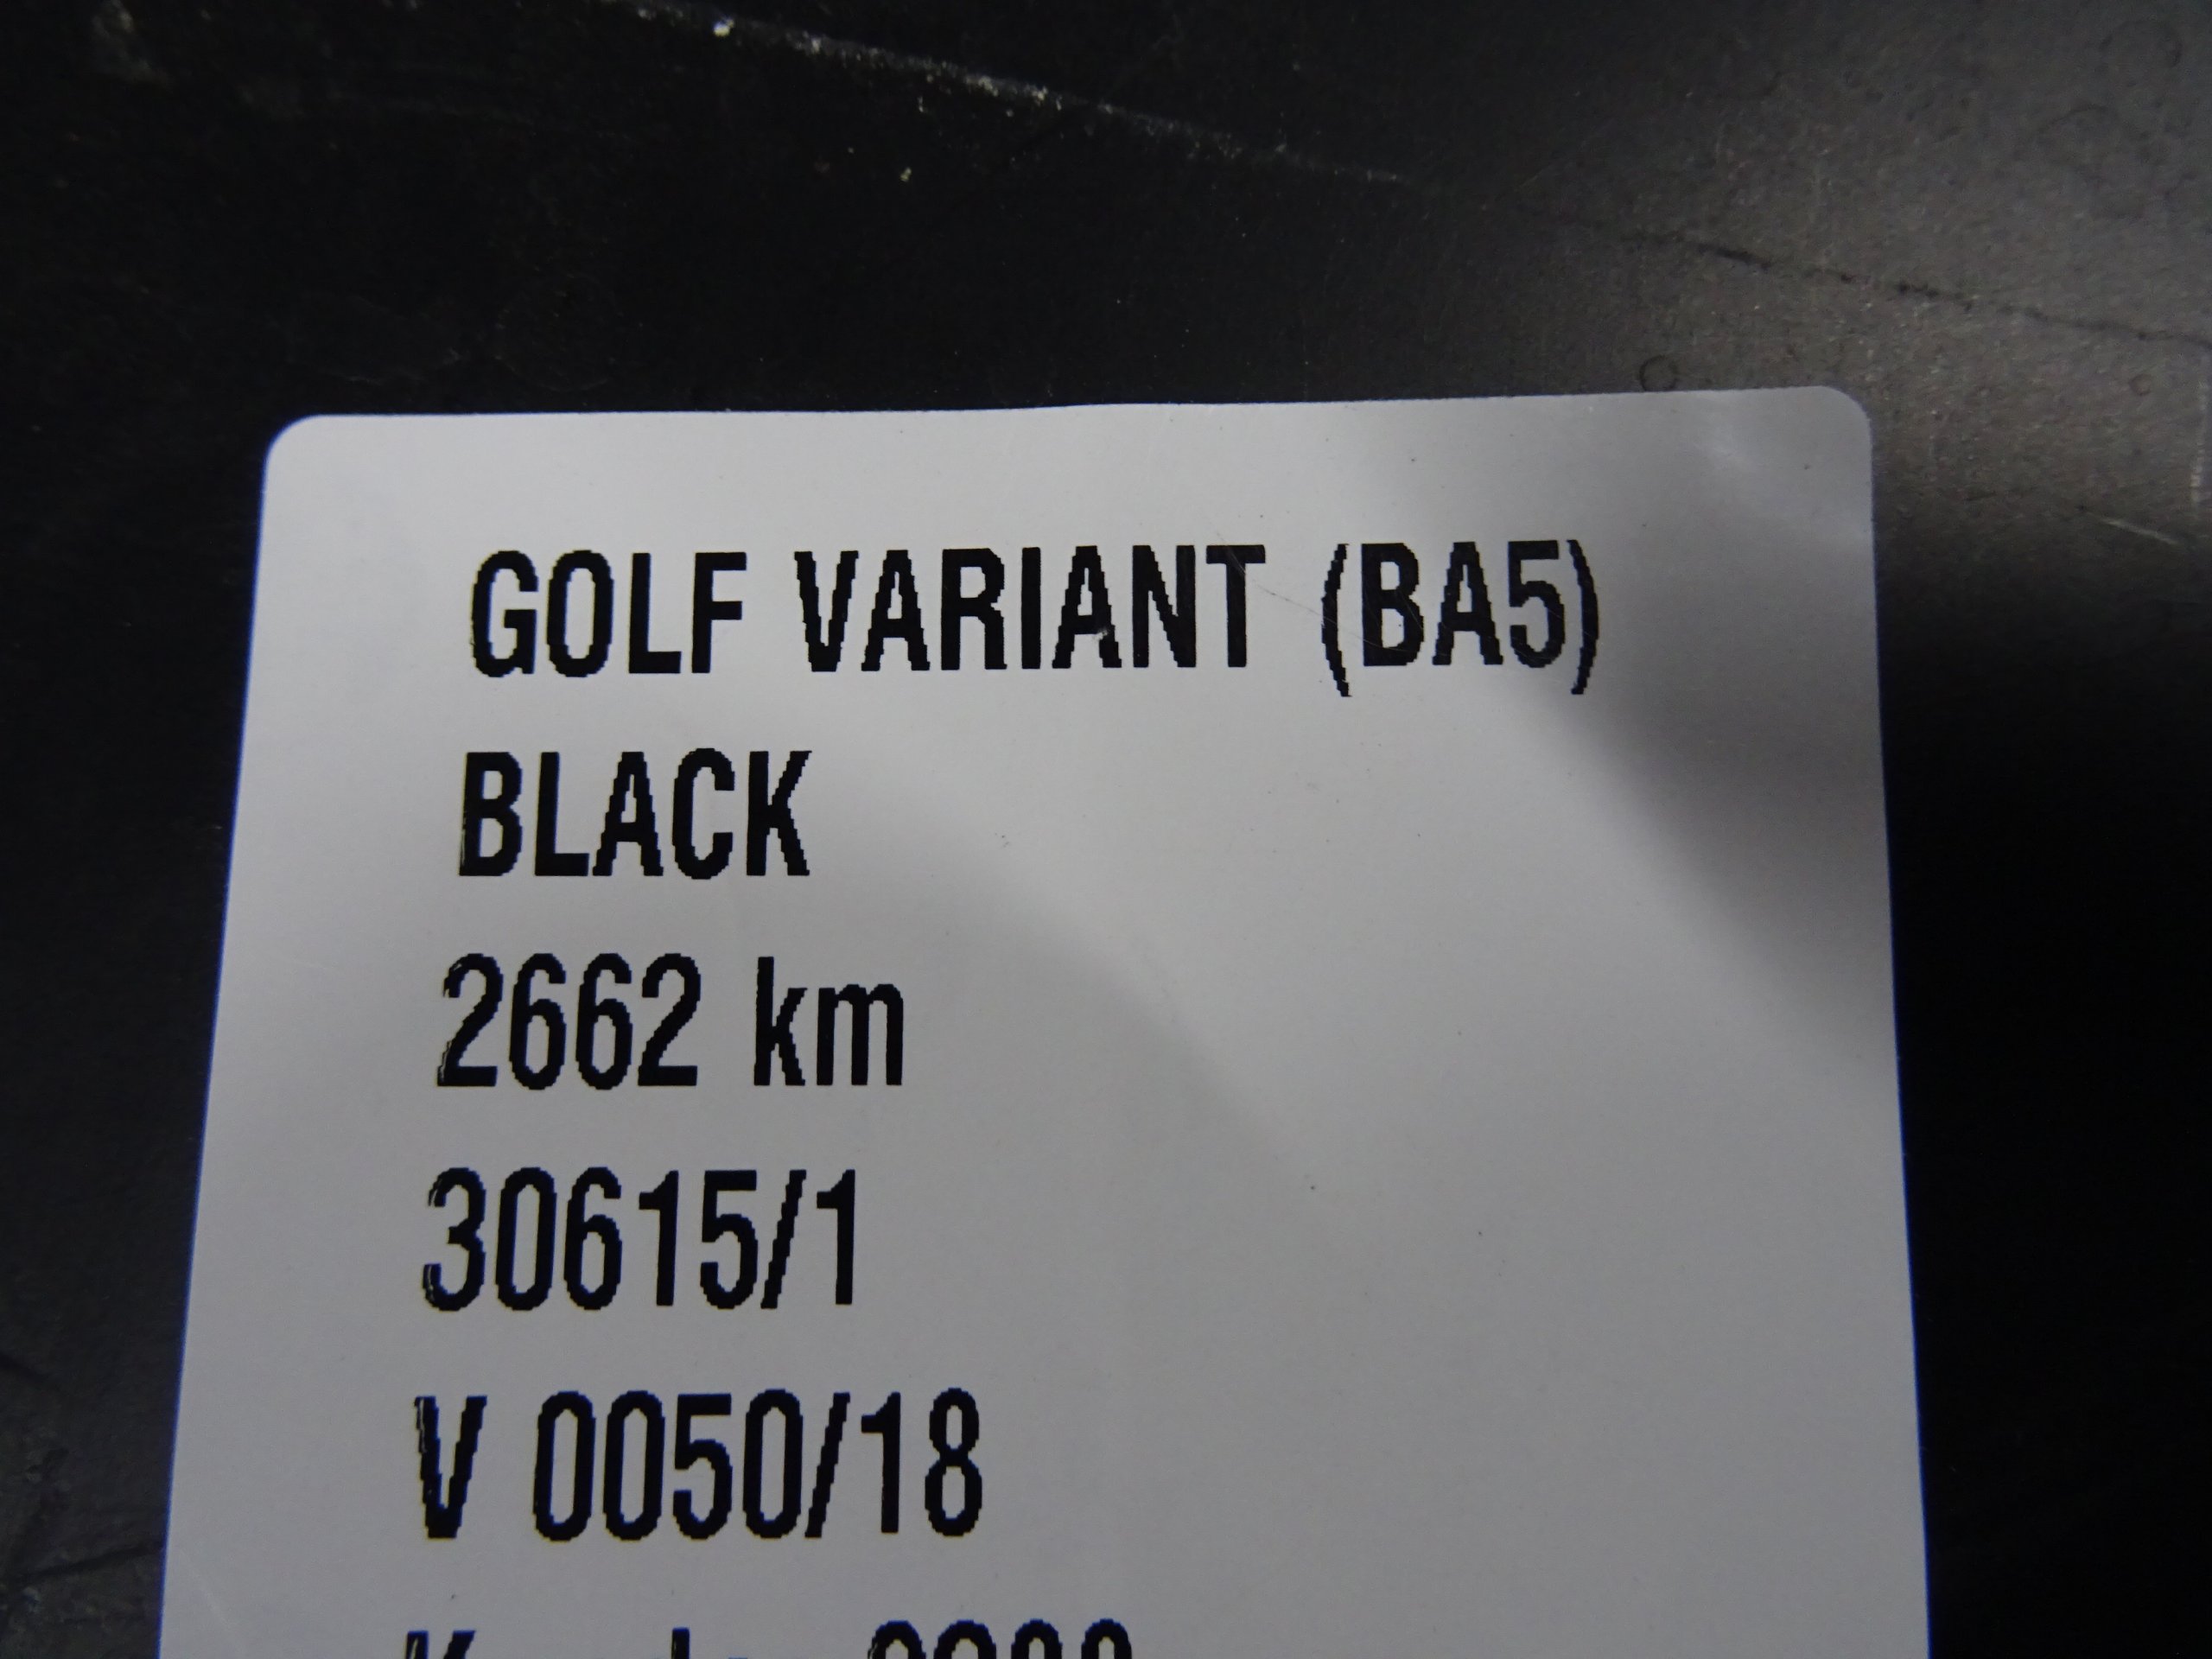 GOLF VARIANT (BA5)
BLACK
2662 km
30615/1
V 0050/18